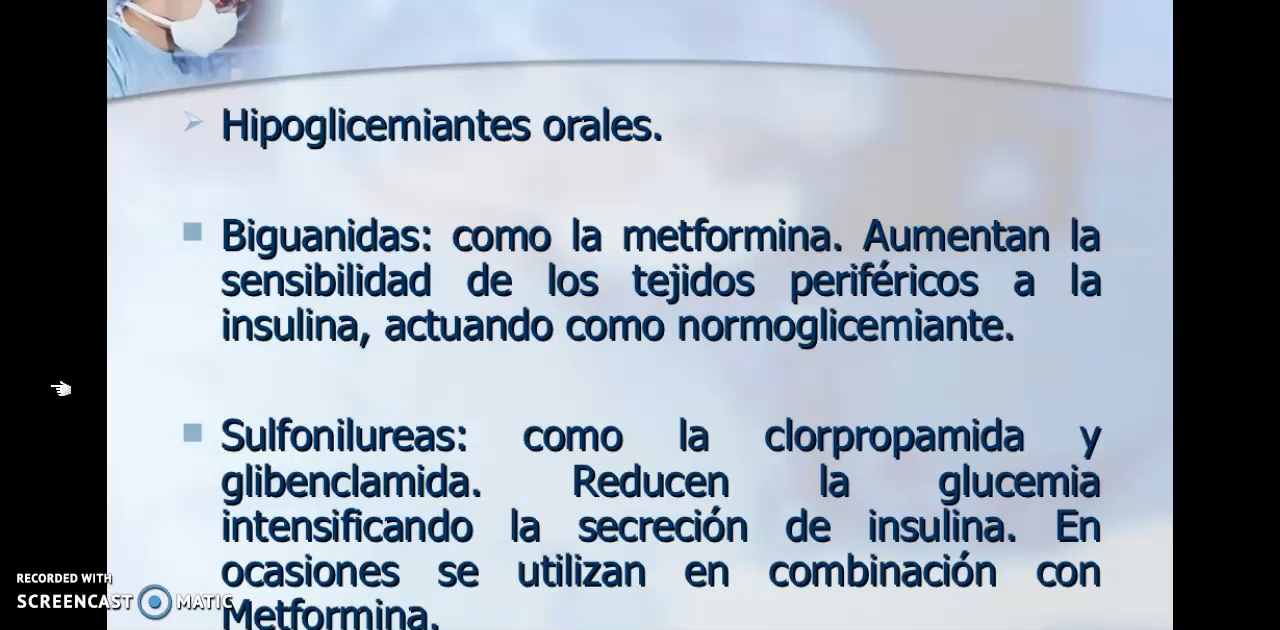 Hipoglicemiantes orales.
Biguanidas: como la metformina. Aumentan la
sensibilidad de los tejidos periféricos a la
insulina, actuando como normoglicemiante.
Sulfonilureas: como la clorpropamida y
glibenclamida. Reducen la glucemia
intensificando la secreción de insulina. En
ocasiones se utilizan en combinación con
Metformina.
RECORDED WITH
SCREENCAST MATIC